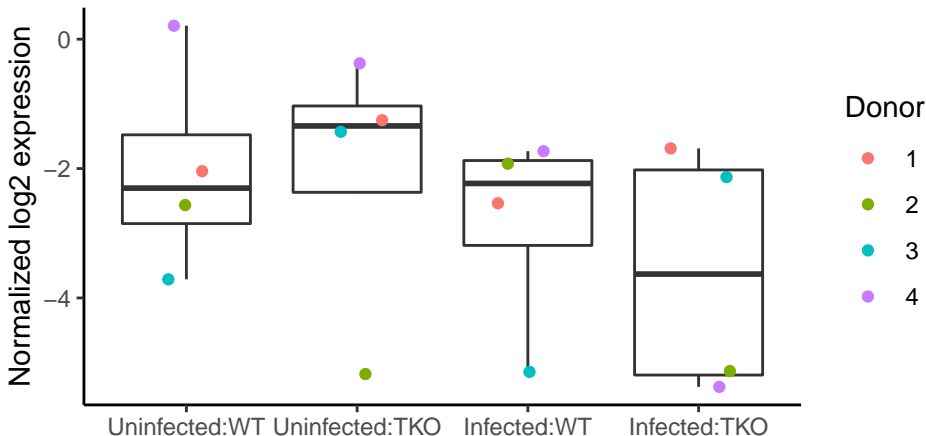 Normalized log2 expression
0
−2
−4
Uninfected:WT
Uninfected:TKO
Infected:WT
Infected:TKO
Donor
1
2
3
4